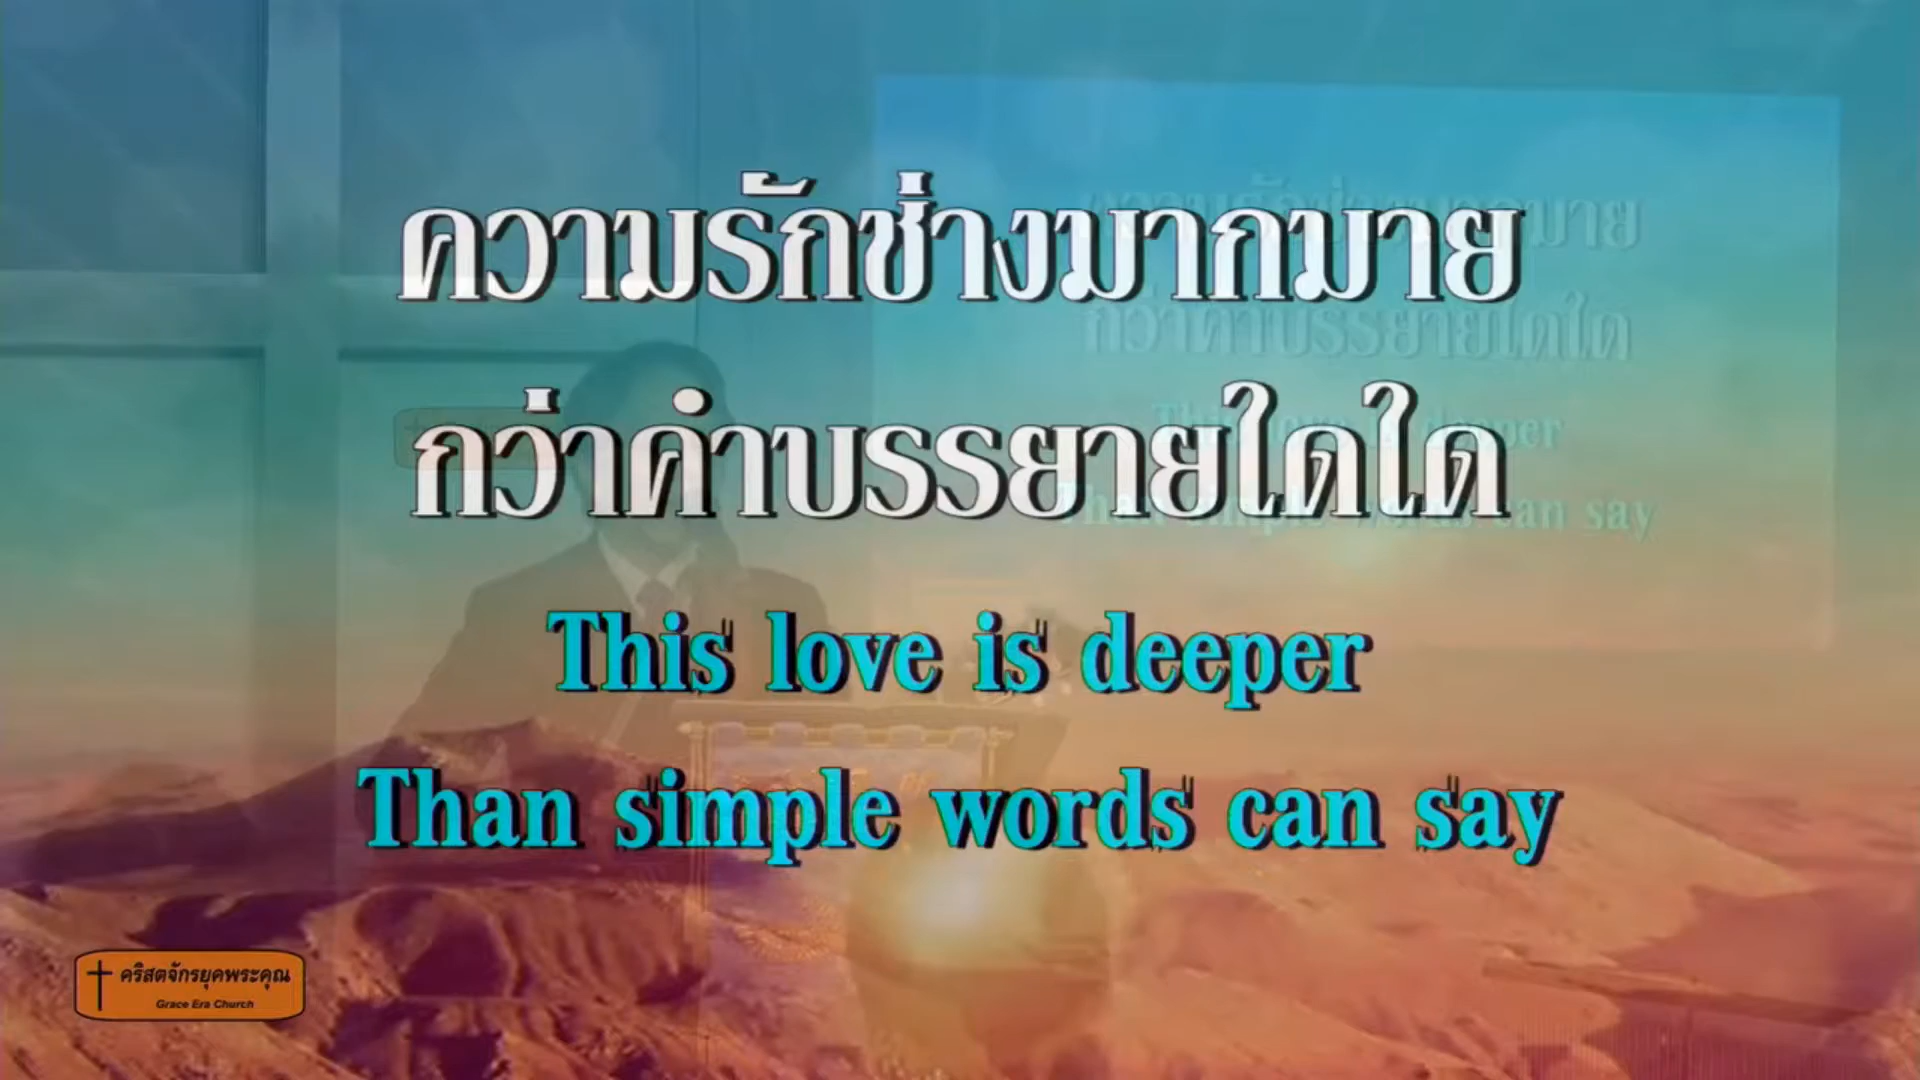 ความรักช่างมากมาย
กว่าคำบรรยายใดใด
This love is deeper
Than simple words can say
คริสตจักรยุคพระคุณ
Grace Era Church